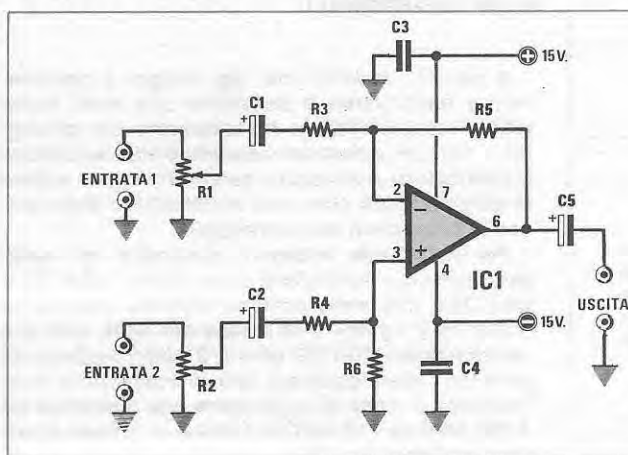 C3
+ 15V.
C1
R3
R5
ENTRATA 1
R1
2
7
C5
6
3
4
IC1
C2
R4
- 15V.
USCITA
ENTRATA 2
R2
R6
C4